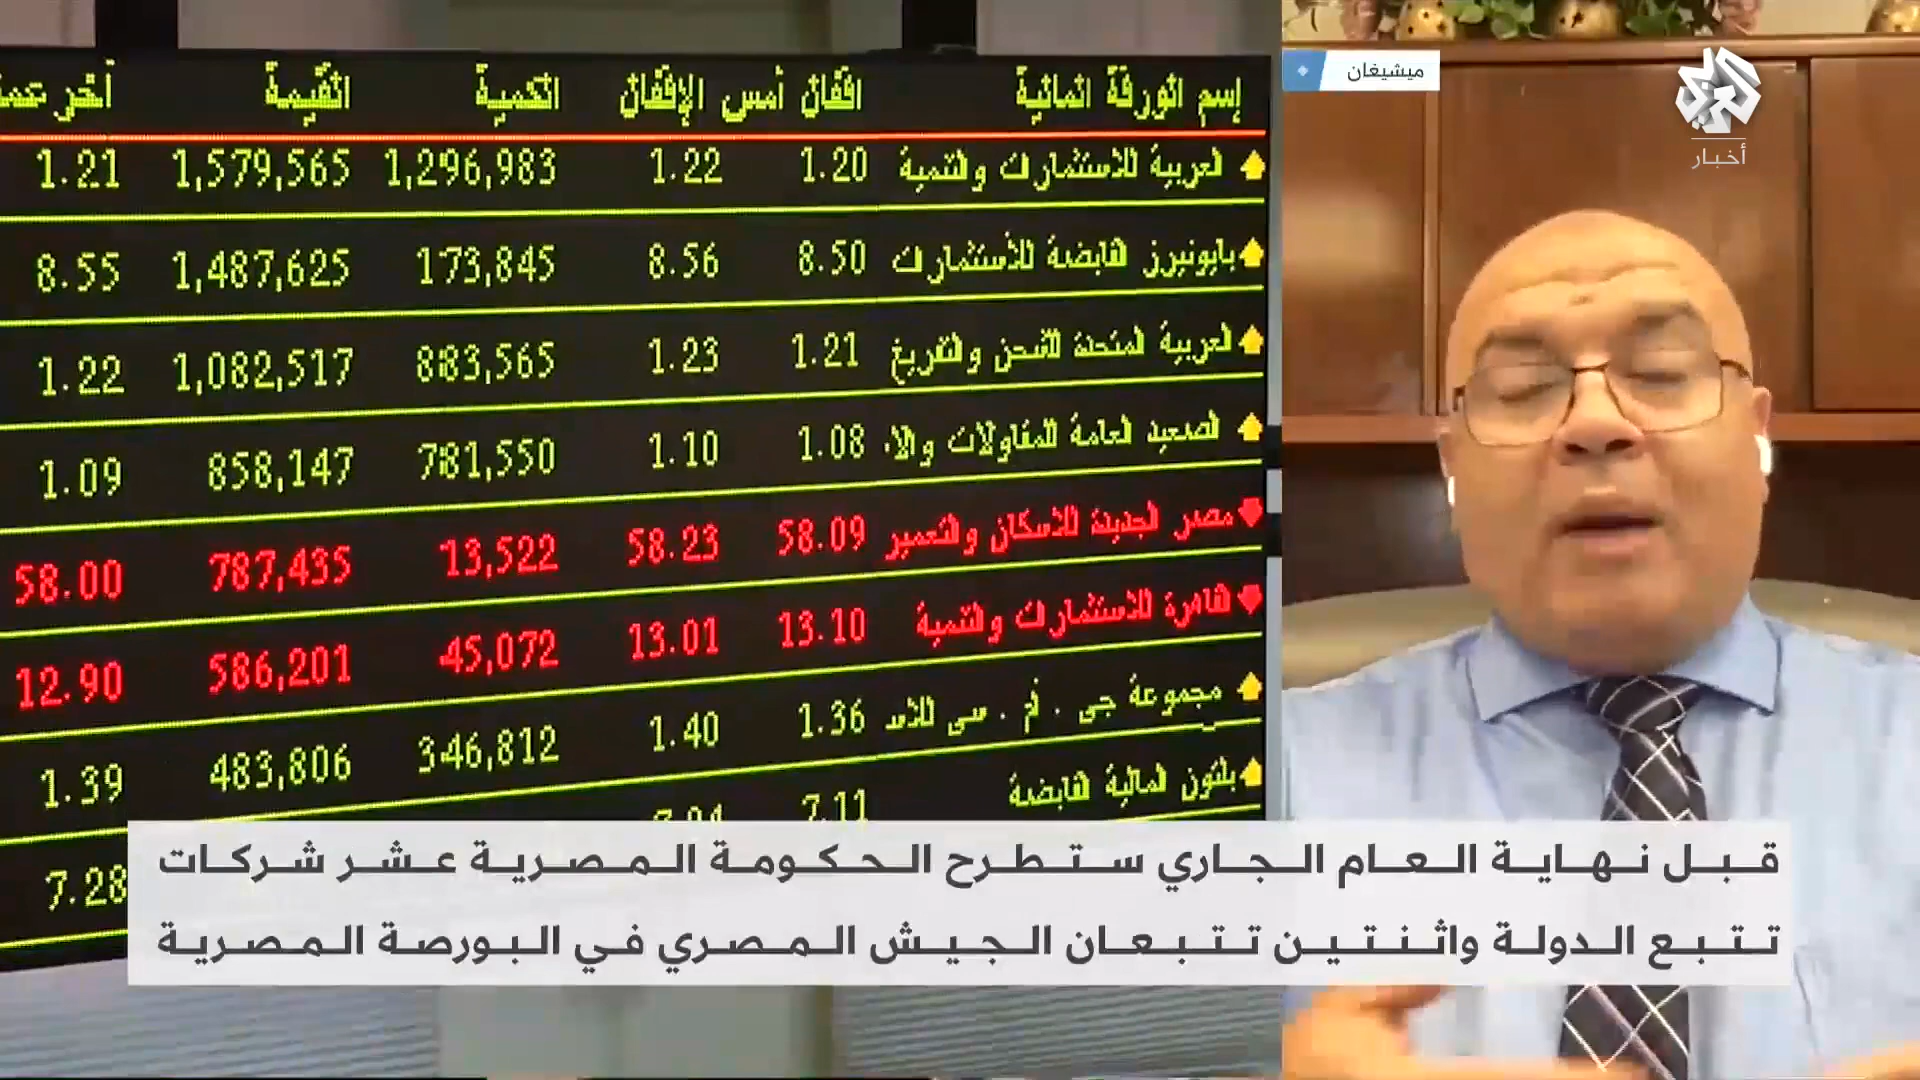 إسم الورقة المالية اقفال أمس الإقفال الكمية القيمة
العربية للاستثمارات والتنمية 1.20 1.22 1,296,983 1,579,565 1.21
بايونيرز القابضة للأستثمارات 8.50 8.56 173,845 1,487,625 8.55
العربية المتحدة للشحن والتفريغ 1.21 1.23 883,565 1,082,517 1.22
الصعيد العامة للمقاولات والا 1.08 1.10 781,550 858,147 1.09
مصر الجديدة للاسكان والتعمير 58.09 58.23 13,522 787,435 58.00
القاهرة للاستثمارات والتنمية 13.10 13.01 45,072 586,201 12.90
مجموعة جى . أم . سى للاس 1.36 1.40 346,812 483,806 1.39
بلتون المالية القابضة 7.11 7.28
ميشيغان
العربي
أخبار
قبل نهاية العام الجاري ستطرح الحكومة المصرية عشر شركات
تتبع الدولة واثنتين تتبعان الجيش المصري في البورصة المصرية